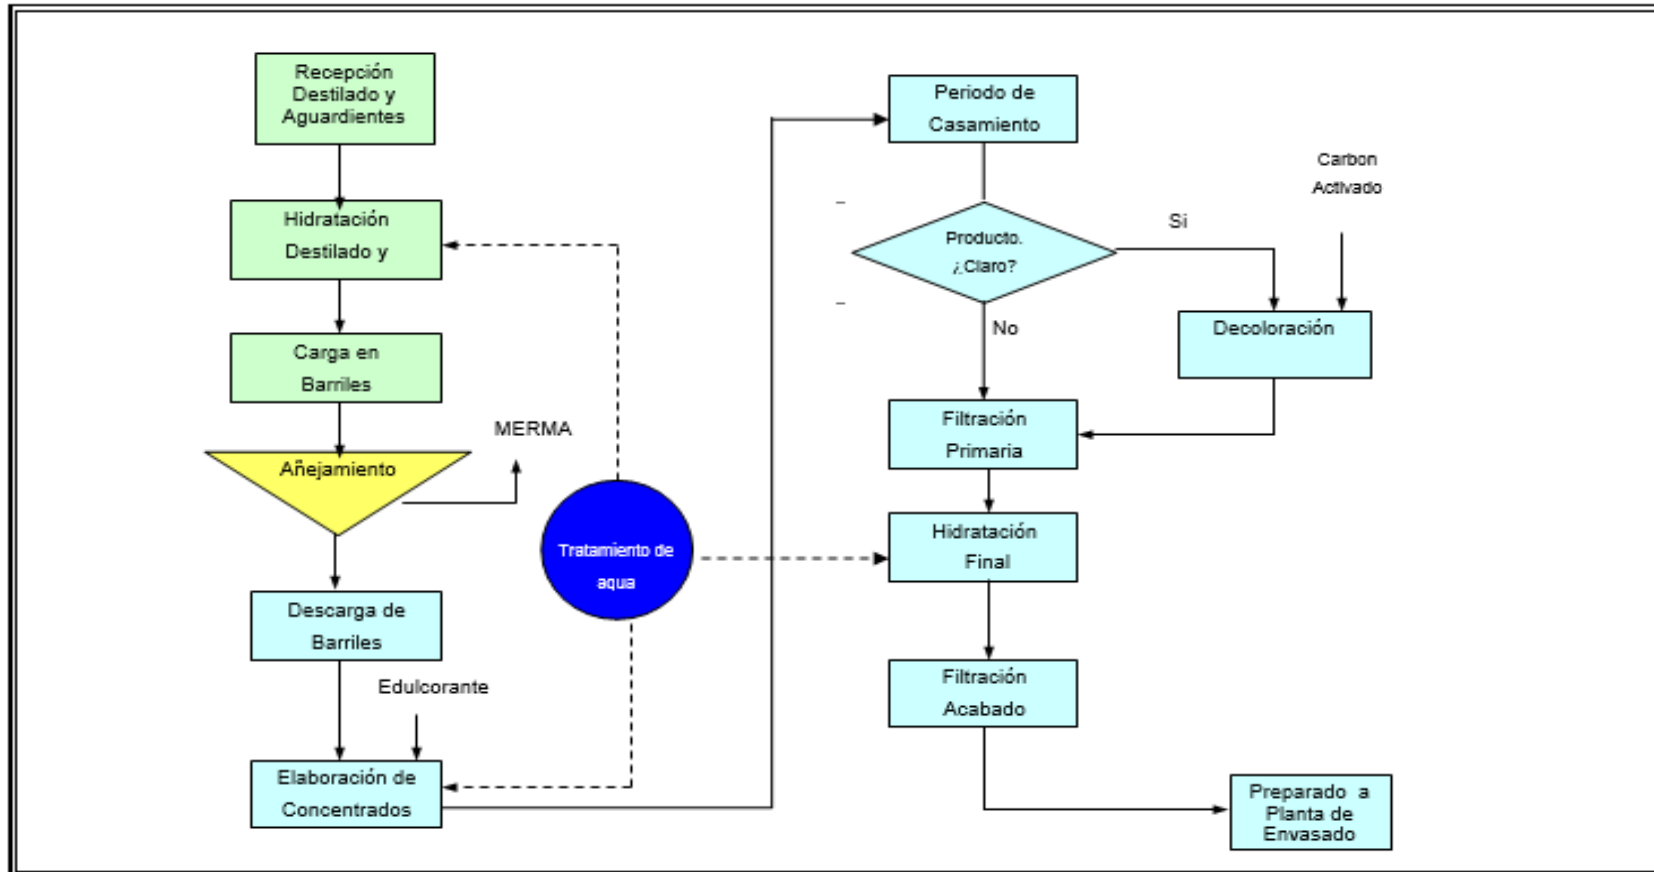 Recepción
Destilado y
Aguardientes
Hidratación
Destilado y
Carga en
Barriles
MERMA
Añejamiento
Tratamiento de
agua
Descarga de
Barriles
Edulcorante
Elaboración de
Concentrados
Periodo de
Casamiento
Carbon
Activado
Si
Producto.
¿Claro?
No
Decoloración
Filtración
Primaria
Hidratación
Final
Filtración
Acabado
Preparado a
Planta de
Envasado